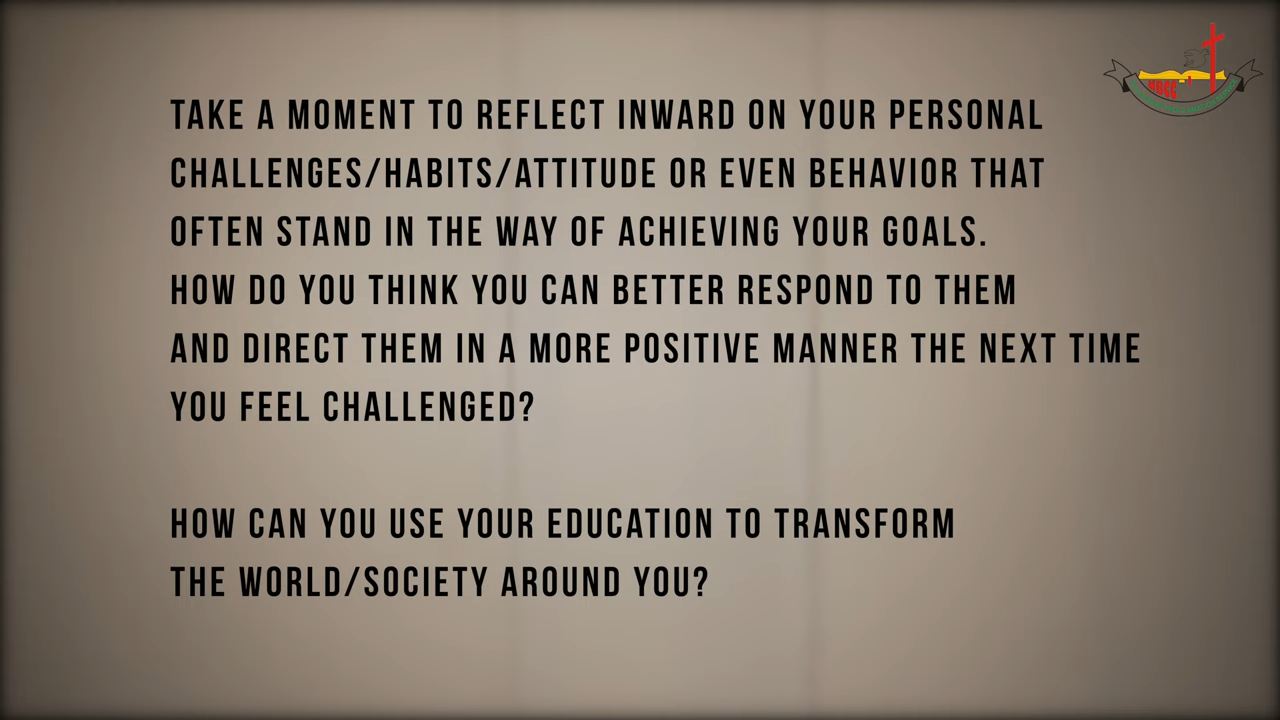 TAKE A MOMENT TO REFLECT INWARD ON YOUR PERSONAL
CHALLENGES/HABITS/ATTITUDE OR EVEN BEHAVIOR THAT
OFTEN STAND IN THE WAY OF ACHIEVING YOUR GOALS.
HOW DO YOU THINK YOU CAN BETTER RESPOND TO THEM
AND DIRECT THEM IN A MORE POSITIVE MANNER THE NEXT TIME
YOU FEEL CHALLENGED?
HOW CAN YOU USE YOUR EDUCATION TO TRANSFORM
THE WORLD/SOCIETY AROUND YOU?